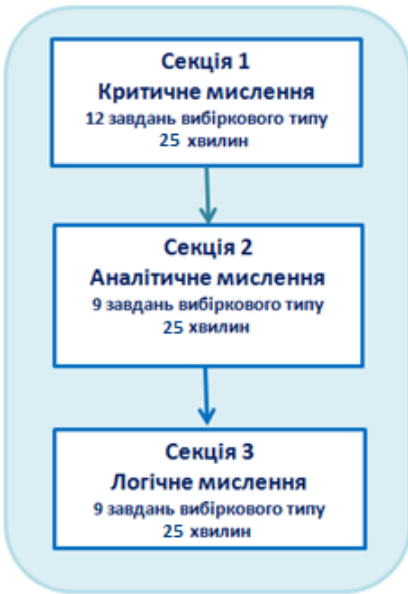 Секція 1
Критичне мислення
12 завдань вибіркового типу
25 хвилин
Секція 2
Аналітичне мислення
9 завдань вибіркового типу
25 хвилин
Секція 3
Логічне мислення
9 завдань вибіркового типу
25 хвилин